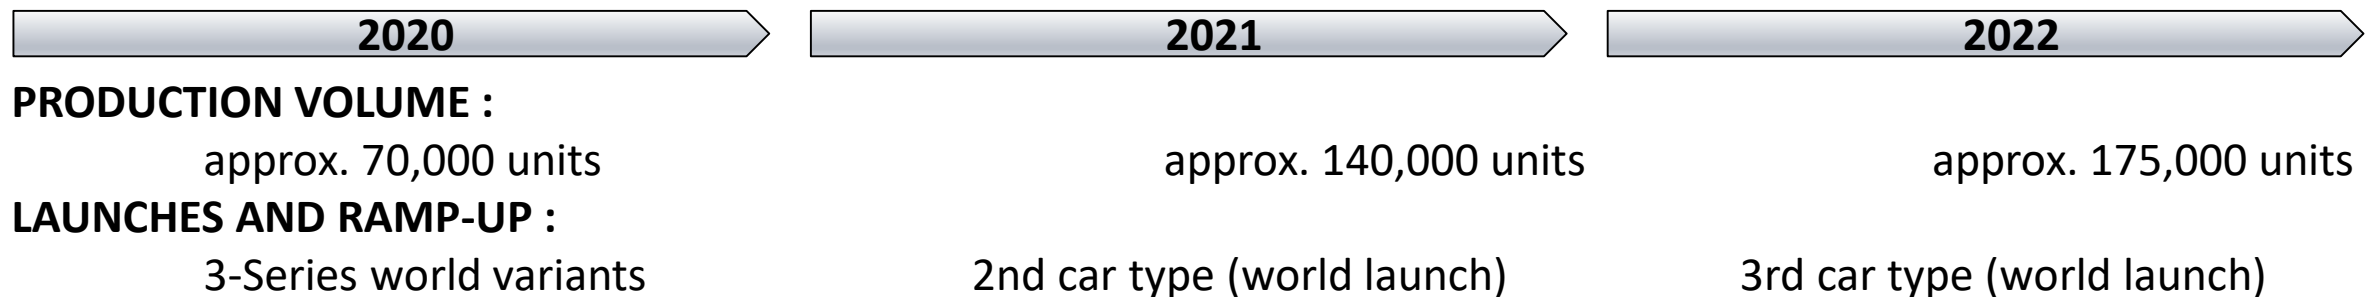 2020 2021 2022
PRODUCTION VOLUME :
approx. 70,000 units approx. 140,000 units approx. 175,000 units
LAUNCHES AND RAMP-UP :
3-Series world variants 2nd car type (world launch) 3rd car type (world launch)